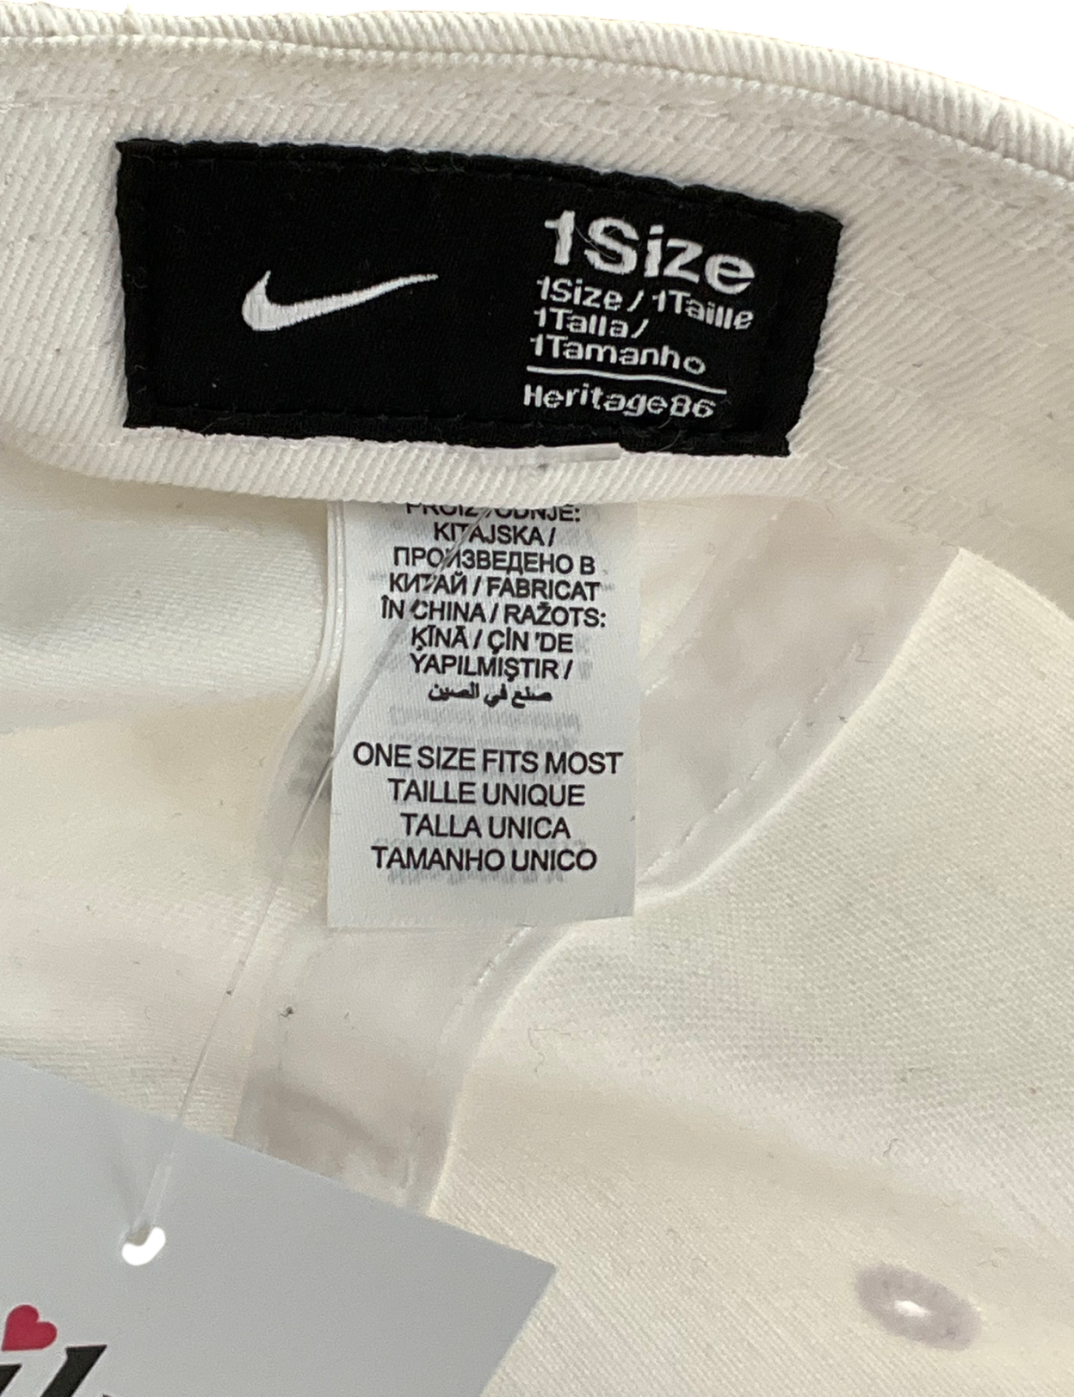 1Size
1Size / 1Taille
1Talla /
1Tamanho
Heritage86
PROIZVODNJE:
KITAJSKA /
ПРОИЗВЕДЕНО В
КИТАЙ / FABRICAT
ÎN CHINA / RAŽOTS:
ĶĪNĀ / ÇİN 'DE
YAPILMIŞTIR /
صنع في الصين
ONE SIZE FITS MOST
TAILLE UNIQUE
TALLA UNICA
TAMANHO UNICO